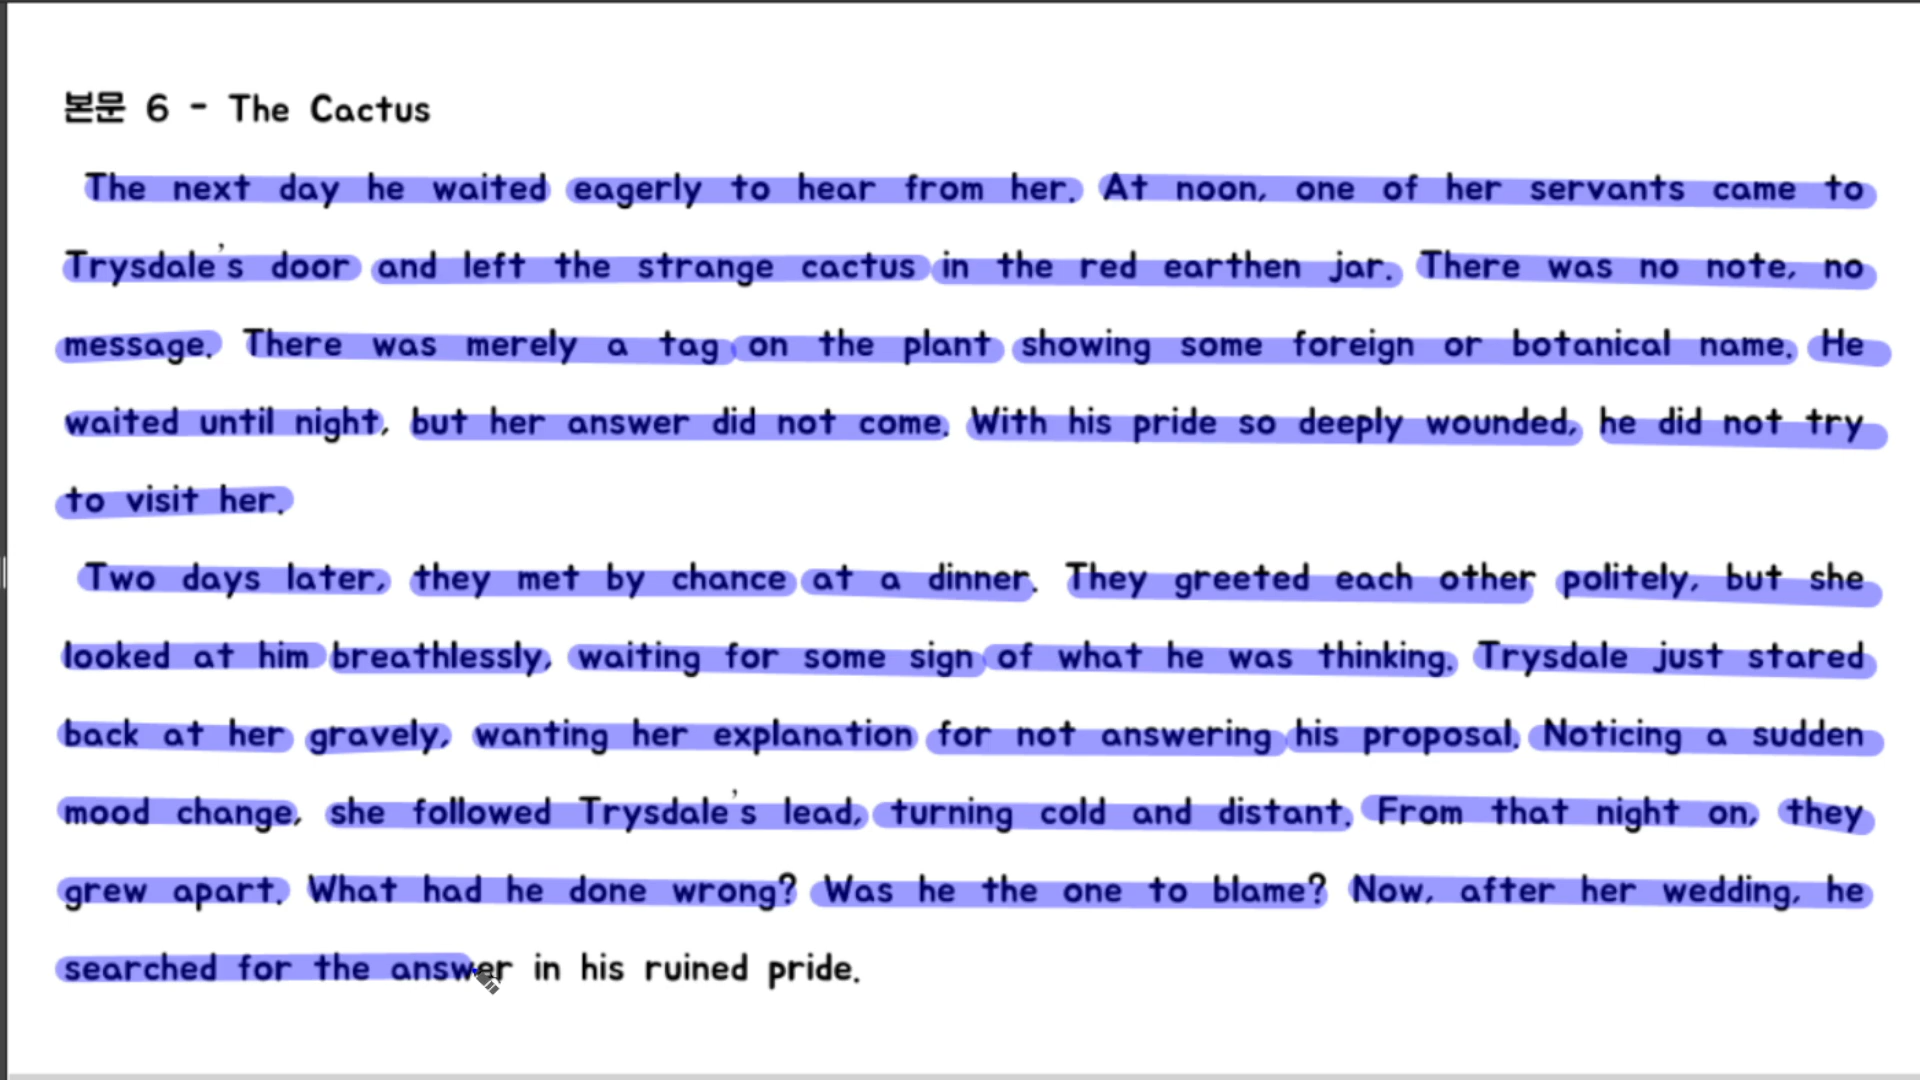 본문 6 - The Cactus
The next day he waited eagerly to hear from her. At noon, one of her servants came to
Trysdale's door and left the strange cactus in the red earthen jar. There was no note, no
message. There was merely a tag on the plant showing some foreign or botanical name. He
waited until night, but her answer did not come. With his pride so deeply wounded, he did not try
to visit her.
Two days later, they met by chance at a dinner. They greeted each other politely, but she
looked at him breathlessly, waiting for some sign of what he was thinking. Trysdale just stared
back at her gravely, wanting her explanation for not answering his proposal. Noticing a sudden
mood change, she followed Trysdale's lead, turning cold and distant. From that night on, they
grew apart. What had he done wrong? Was he the one to blame? Now, after her wedding, he
searched for the answer in his ruined pride.